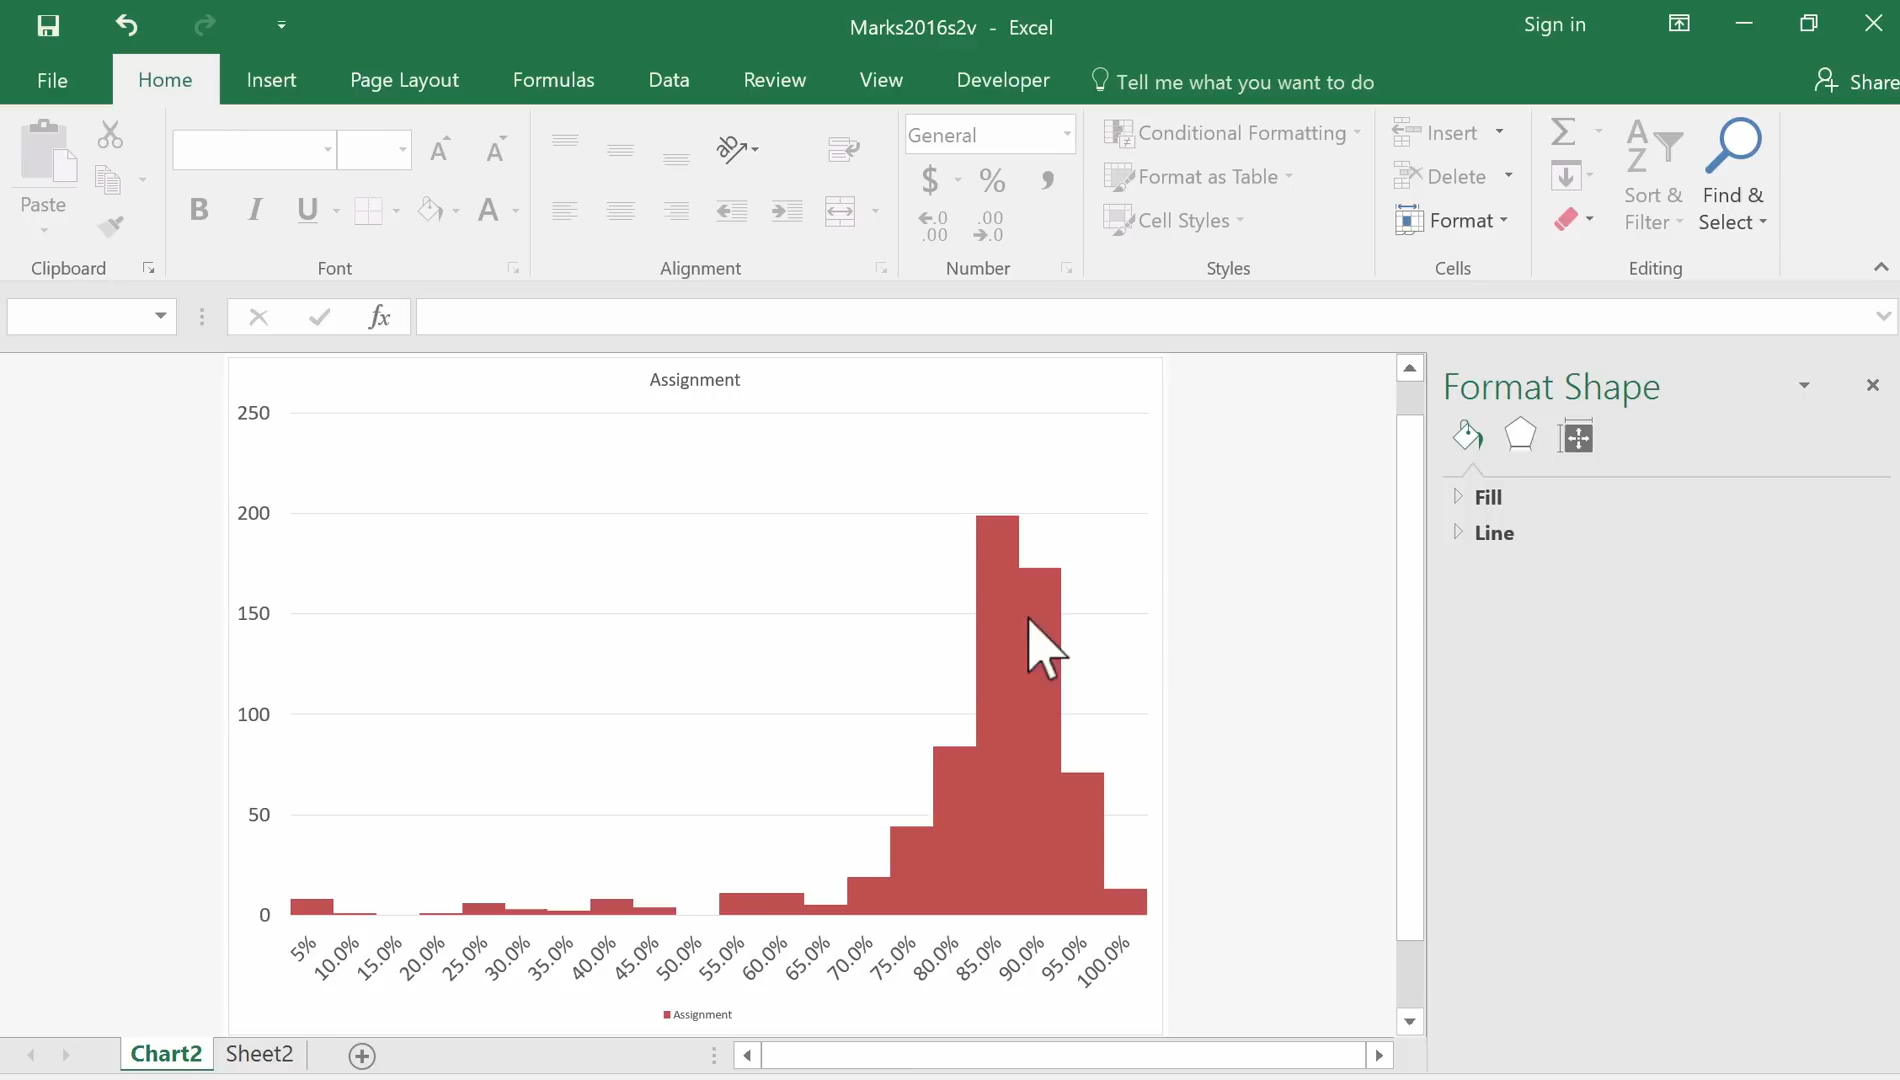 Marks2016s2v - Excel
Sign in
File Home Insert Page Layout Formulas Data Review View Developer Tell me what you want to do Share
Paste
Clipboard
B I U A
Font
ab
Alignment
General
$ % ,
←.0 .00
.00 →.0
Number
Conditional Formatting
Format as Table
Cell Styles
Styles
Insert
Delete
Format
Cells
Σ
A
Z
Sort &
Filter
Find &
Select
Editing
fx
Assignment
250
200
150
100
50
0
5% 10.0% 15.0% 20.0% 25.0% 30.0% 35.0% 40.0% 45.0% 50.0% 55.0% 60.0% 65.0% 70.0% 75.0% 80.0% 85.0% 90.0% 95.0% 100.0%
Assignment
Format Shape
Fill
Line
Chart2 Sheet2